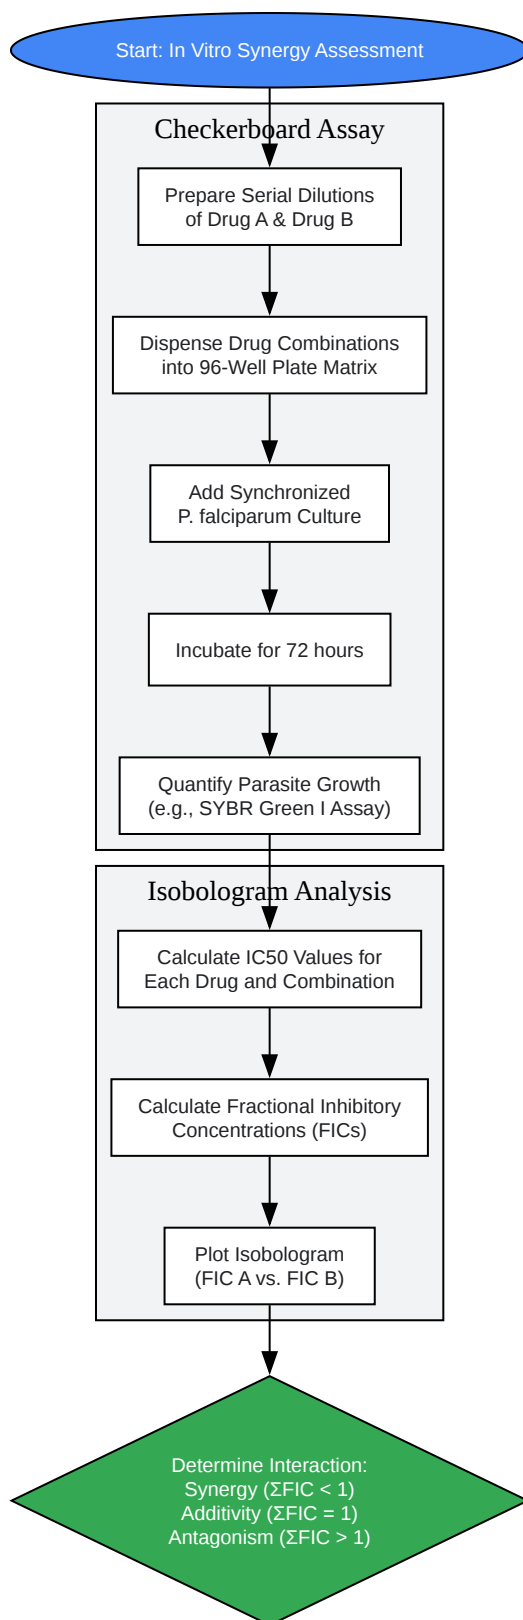 Start: In Vitro Synergy Assessment
Checkerboard Assay
Prepare Serial Dilutions
of Drug A & Drug B
Dispense Drug Combinations
into 96-Well Plate Matrix
Add Synchronized
P. falciparum Culture
Incubate for 72 hours
Quantify Parasite Growth
(e.g., SYBR Green I Assay)
Isobologram Analysis
Calculate IC50 Values for
Each Drug and Combination
Calculate Fractional Inhibitory
Concentrations (FICs)
Plot Isobologram
(FIC A vs. FIC B)
Determine Interaction:
Synergy (ΣFIC < 1)
Additivity (ΣFIC = 1)
Antagonism (ΣFIC > 1)